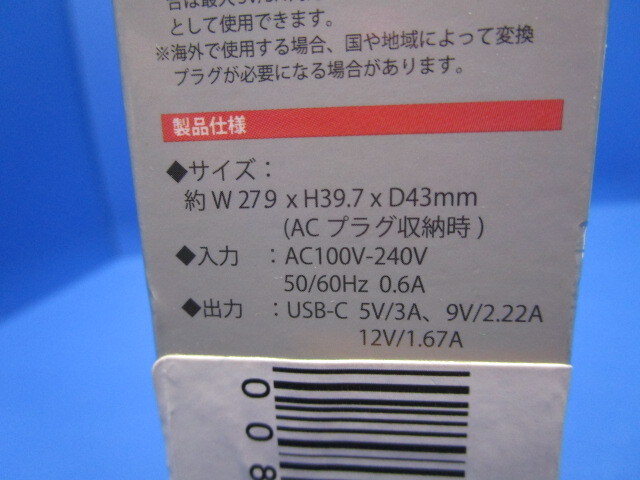 として使用できます。
※海外で使用する場合、国や地域によって変換
プラグが必要になる場合があります。
製品仕様
◆サイズ：
約 W 279 x H39.7 x D43mm
(AC プラグ収納時 )
◆入力 ：AC100V-240V
50/60Hz 0.6A
◆出力 ：USB-C 5V/3A、9V/2.22A
12V/1.67A
008